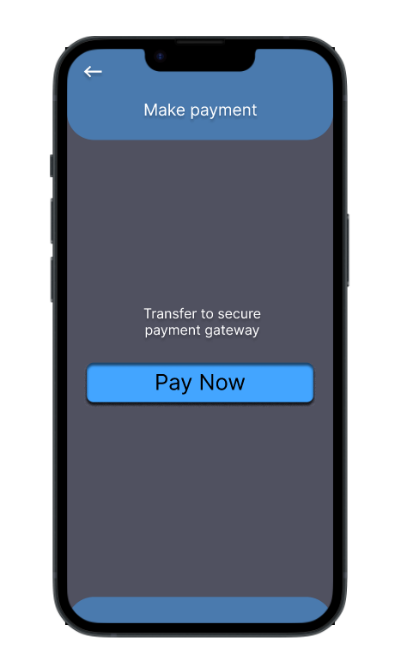 Make payment
Transfer to secure
payment gateway
Pay Now